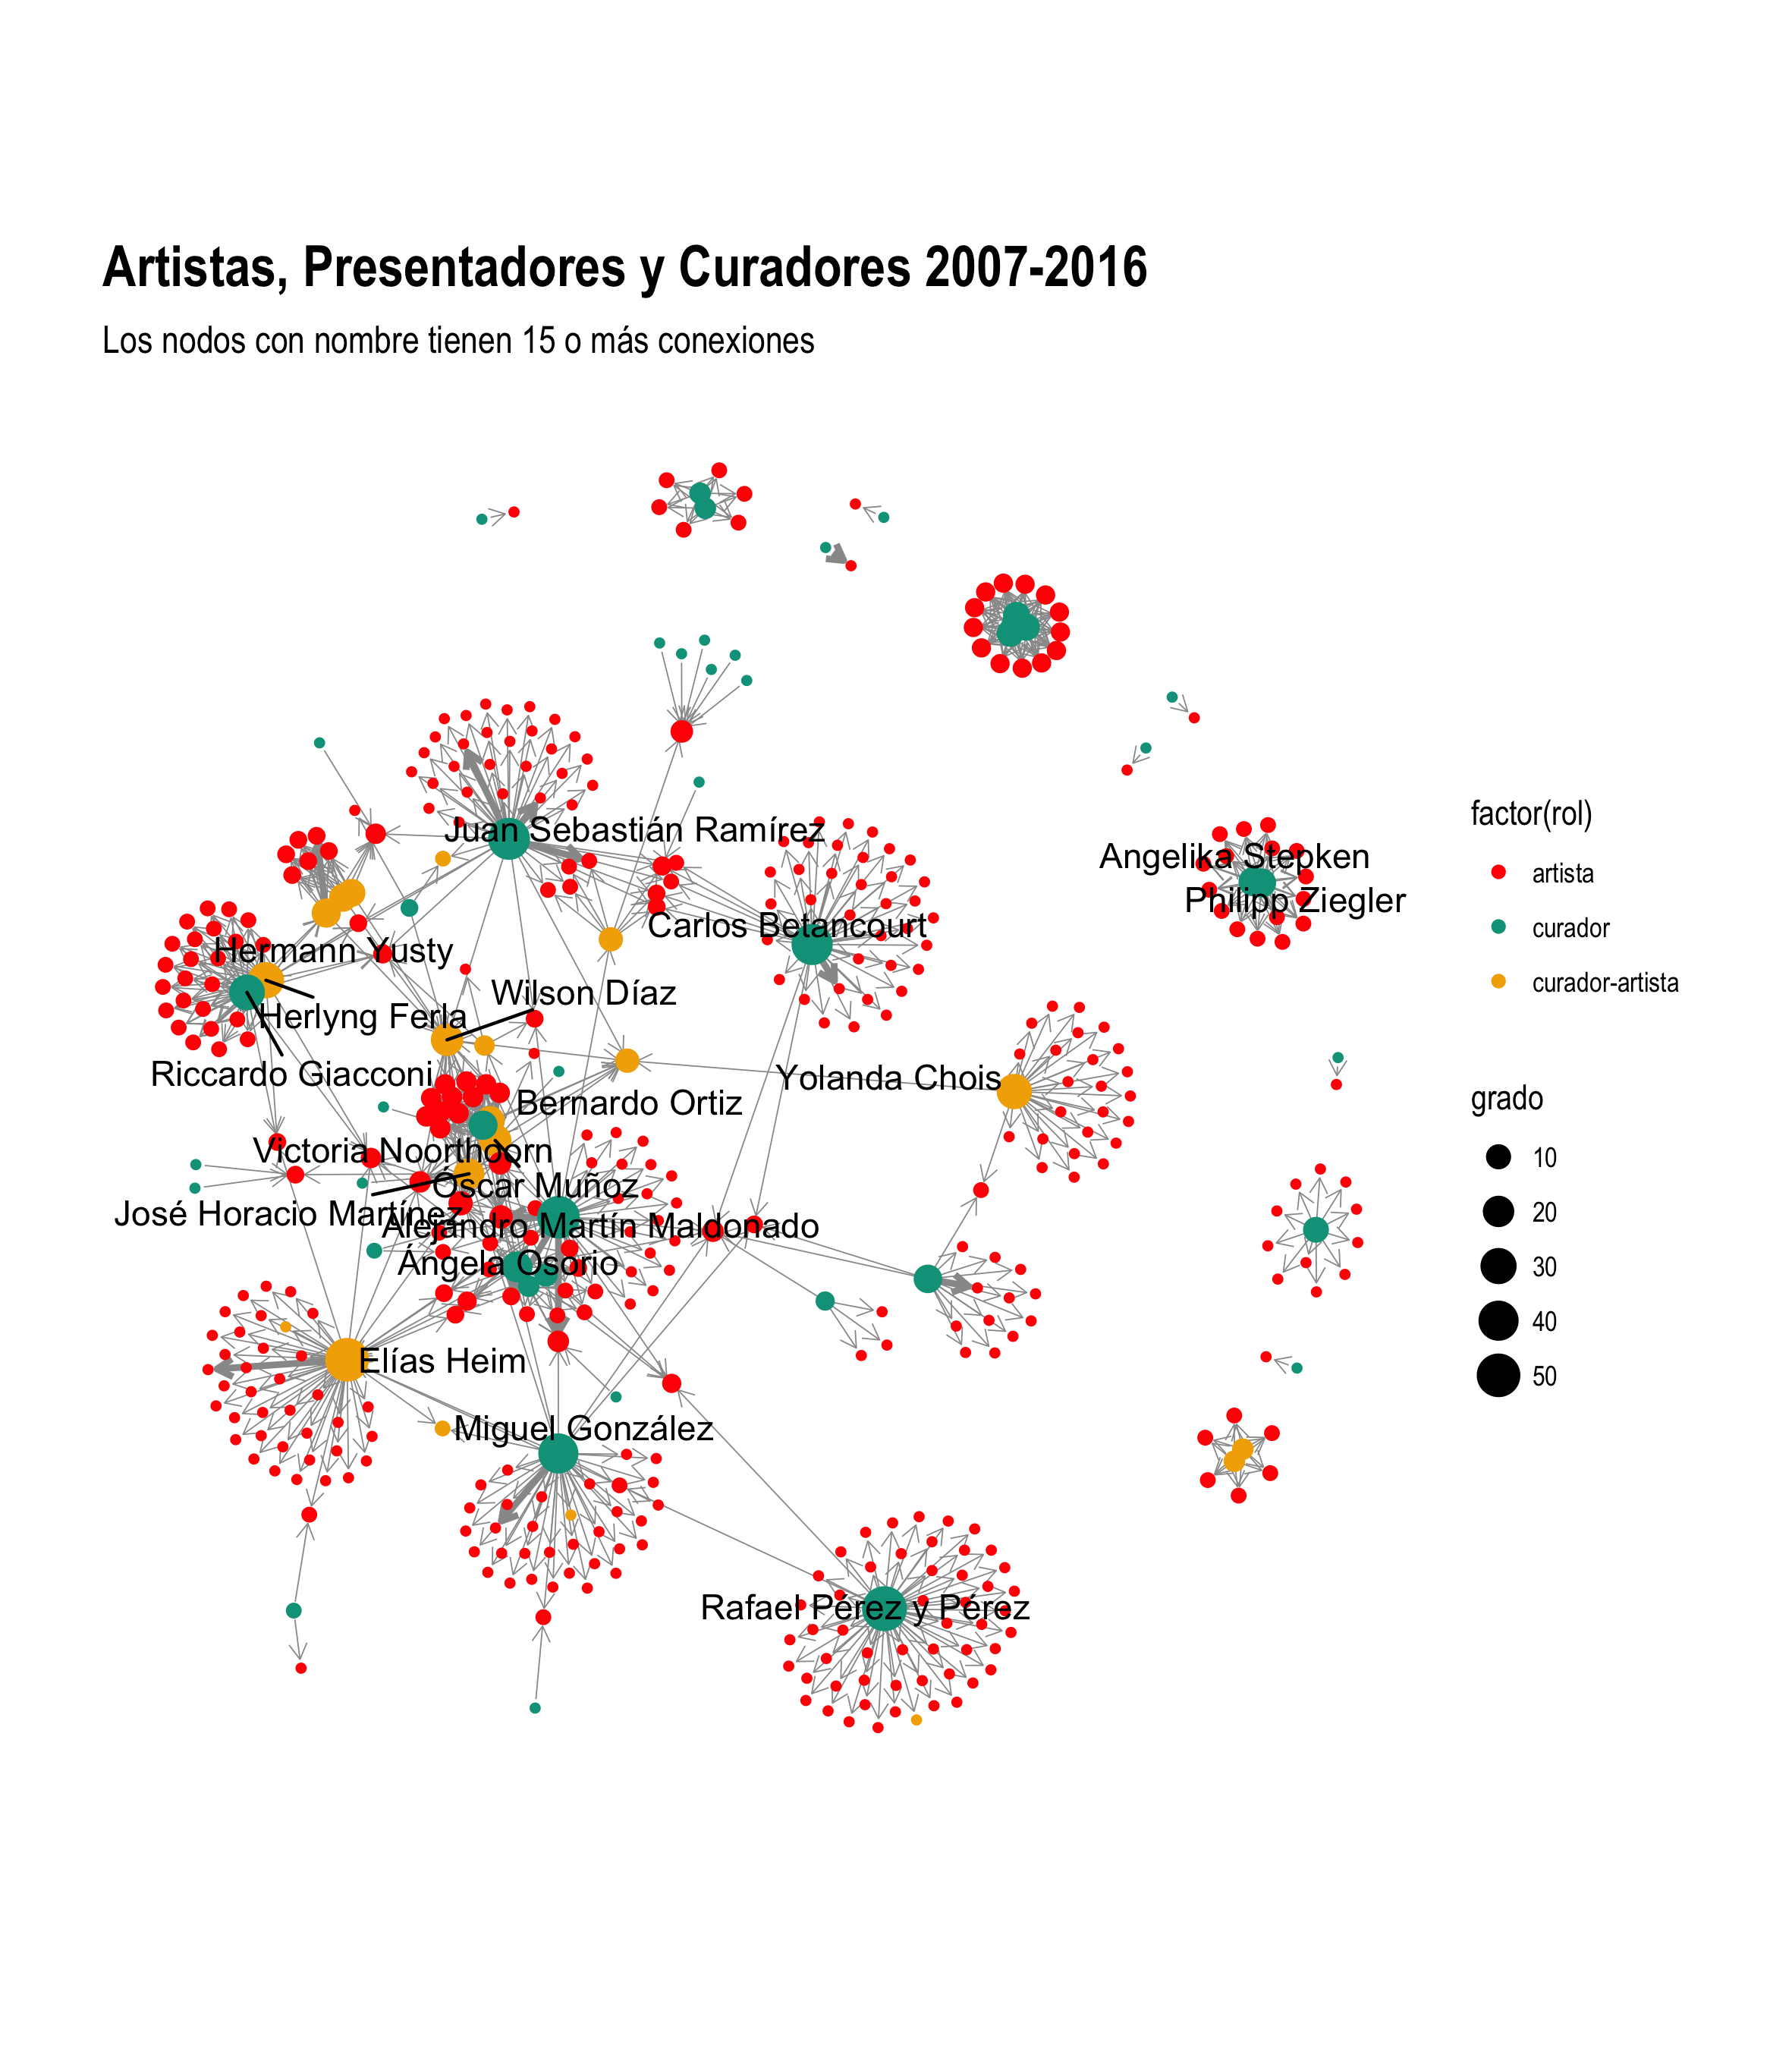 Artistas, Presentadores y Curadores 2007-2016
Los nodos con nombre tienen 15 o más conexiones
Juan Sebastián Ramírez
Angelika Stepken
Philipp Ziegler
Carlos Betancourt
Hermann Yusty
Wilson Díaz
Herlyng Ferla
Riccardo Giacconi
Yolanda Chois
Bernardo Ortiz
Victoria Noorthoorn
Óscar Muñoz
José Horacio Martínez
Alejandro Martín Maldonado
Ángela Osorio
Elías Heim
Miguel González
Rafael Pérez y Pérez
factor(rol)
artista
curador
curador-artista
grado
10
20
30
40
50